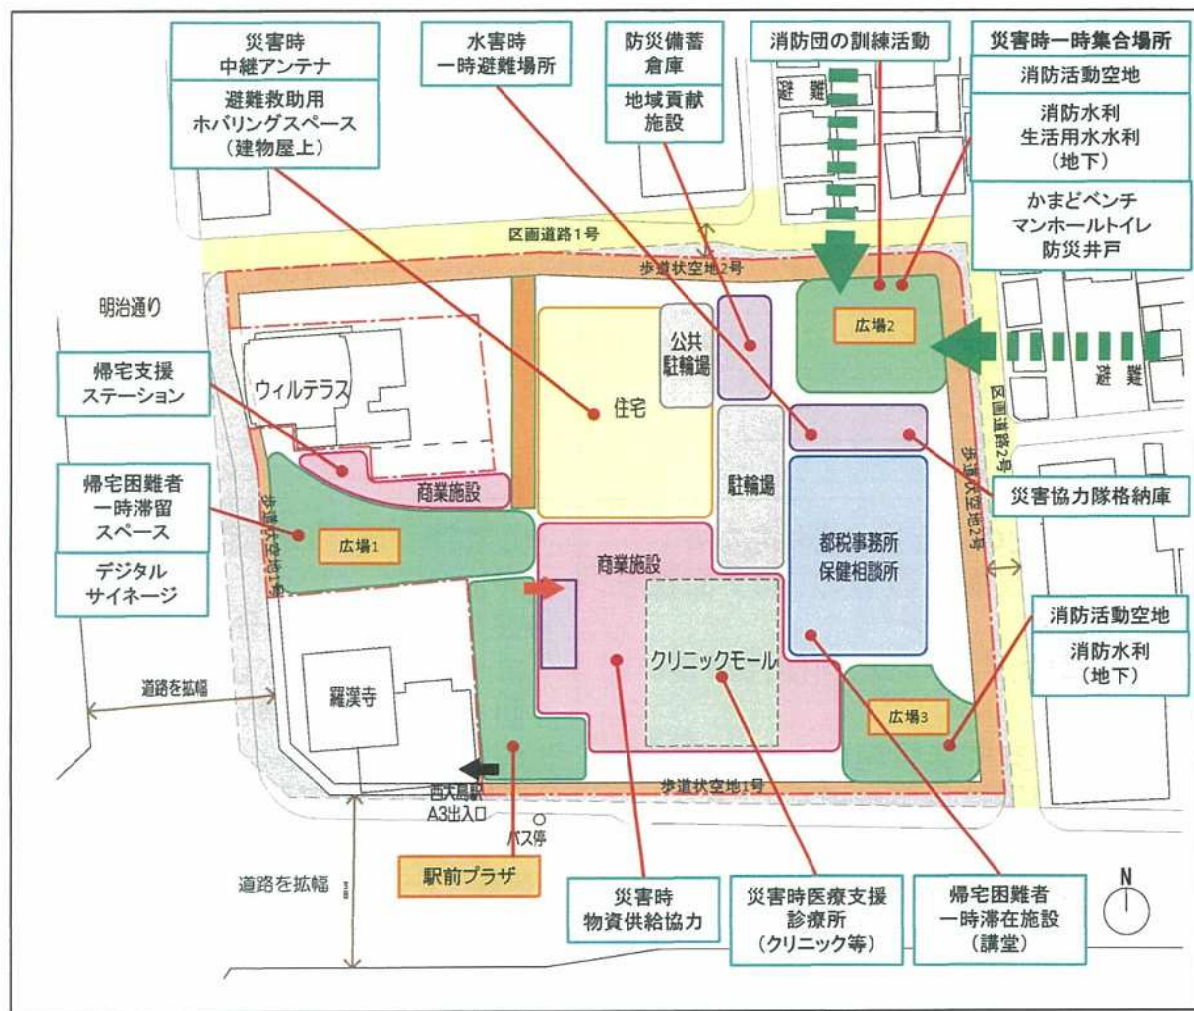 災害時
中継アンテナ
避難救助用
ホバリングスペース
(建物屋上)
水害時
一時避難場所
防災備蓄
倉庫
地域貢献
施設
消防団の訓練活動
災害時一時集合場所
消防活動空地
消防水利
生活用水水利
(地下)
かまどベンチ
マンホールトイレ
防災井戸
避難
区画道路1号
歩道状空地2号
明治通り
広場2
公共
駐輪場
避難
帰宅支援
ステーション
ウィルテラス
住宅
区画道路2号
歩道状空地2号
商業施設
駐輪場
災害協力隊格納庫
帰宅困難者
一時滞留
スペース
デジタル
サイネージ
歩道状空地1号
広場1
商業施設
都税事務所
保健相談所
消防活動空地
消防水利
(地下)
クリニックモール
道路を拡幅
羅漢寺
広場3
歩道状空地1号
西大島駅
A3出入口
バス停
道路を拡幅
駅前プラザ
災害時
物資供給協力
災害時医療支援
診療所
(クリニック等)
帰宅困難者
一時滞在施設
(講堂)
N